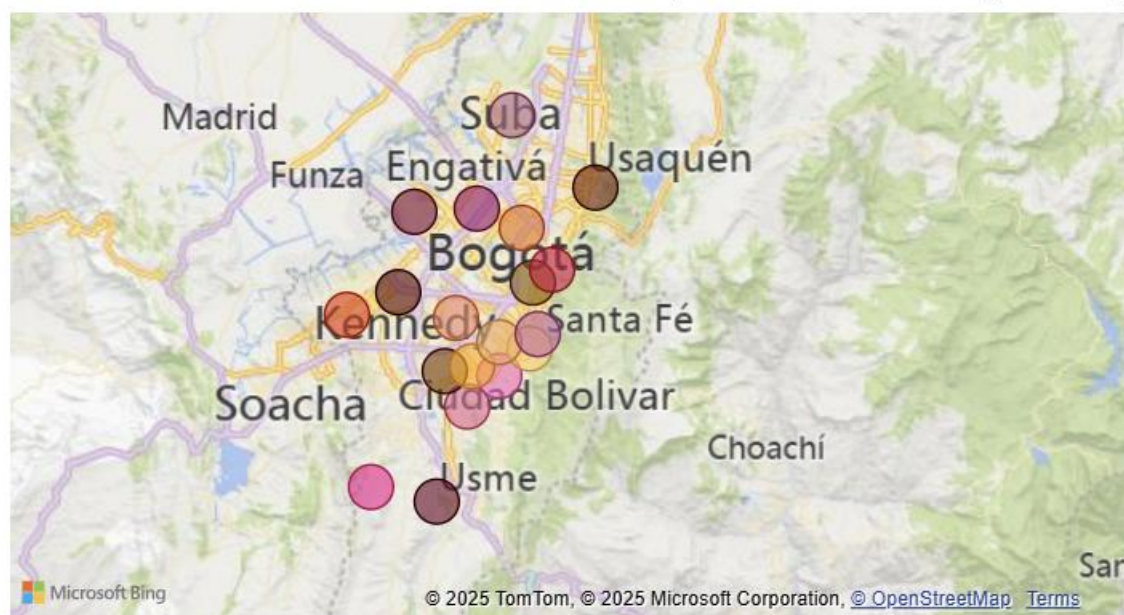 Suba
Madrid
Usaquén
Engativá
Funza
Bogotá
Kennedy
Santa Fé
Ciudad Bolivar
Soacha
Choachí
Usme
Microsoft Bing
© 2025 TomTom, © 2025 Microsoft Corporation, © OpenStreetMap Terms